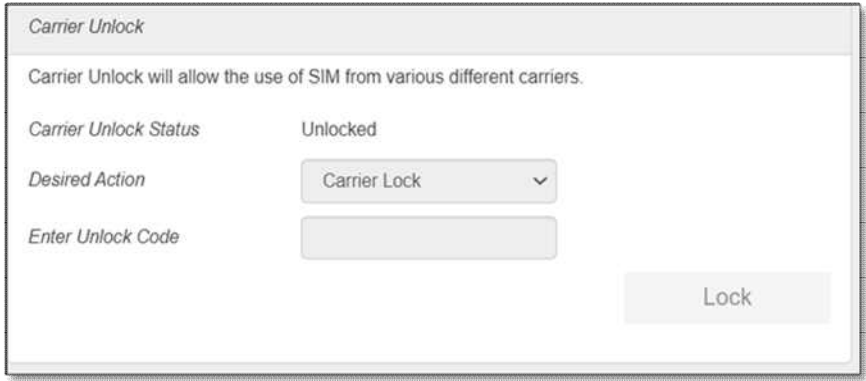 Carrier Unlock
Carrier Unlock will allow the use of SIM from various different carriers.
Carrier Unlock Status Unlocked
Desired Action Carrier Lock
Enter Unlock Code
Lock